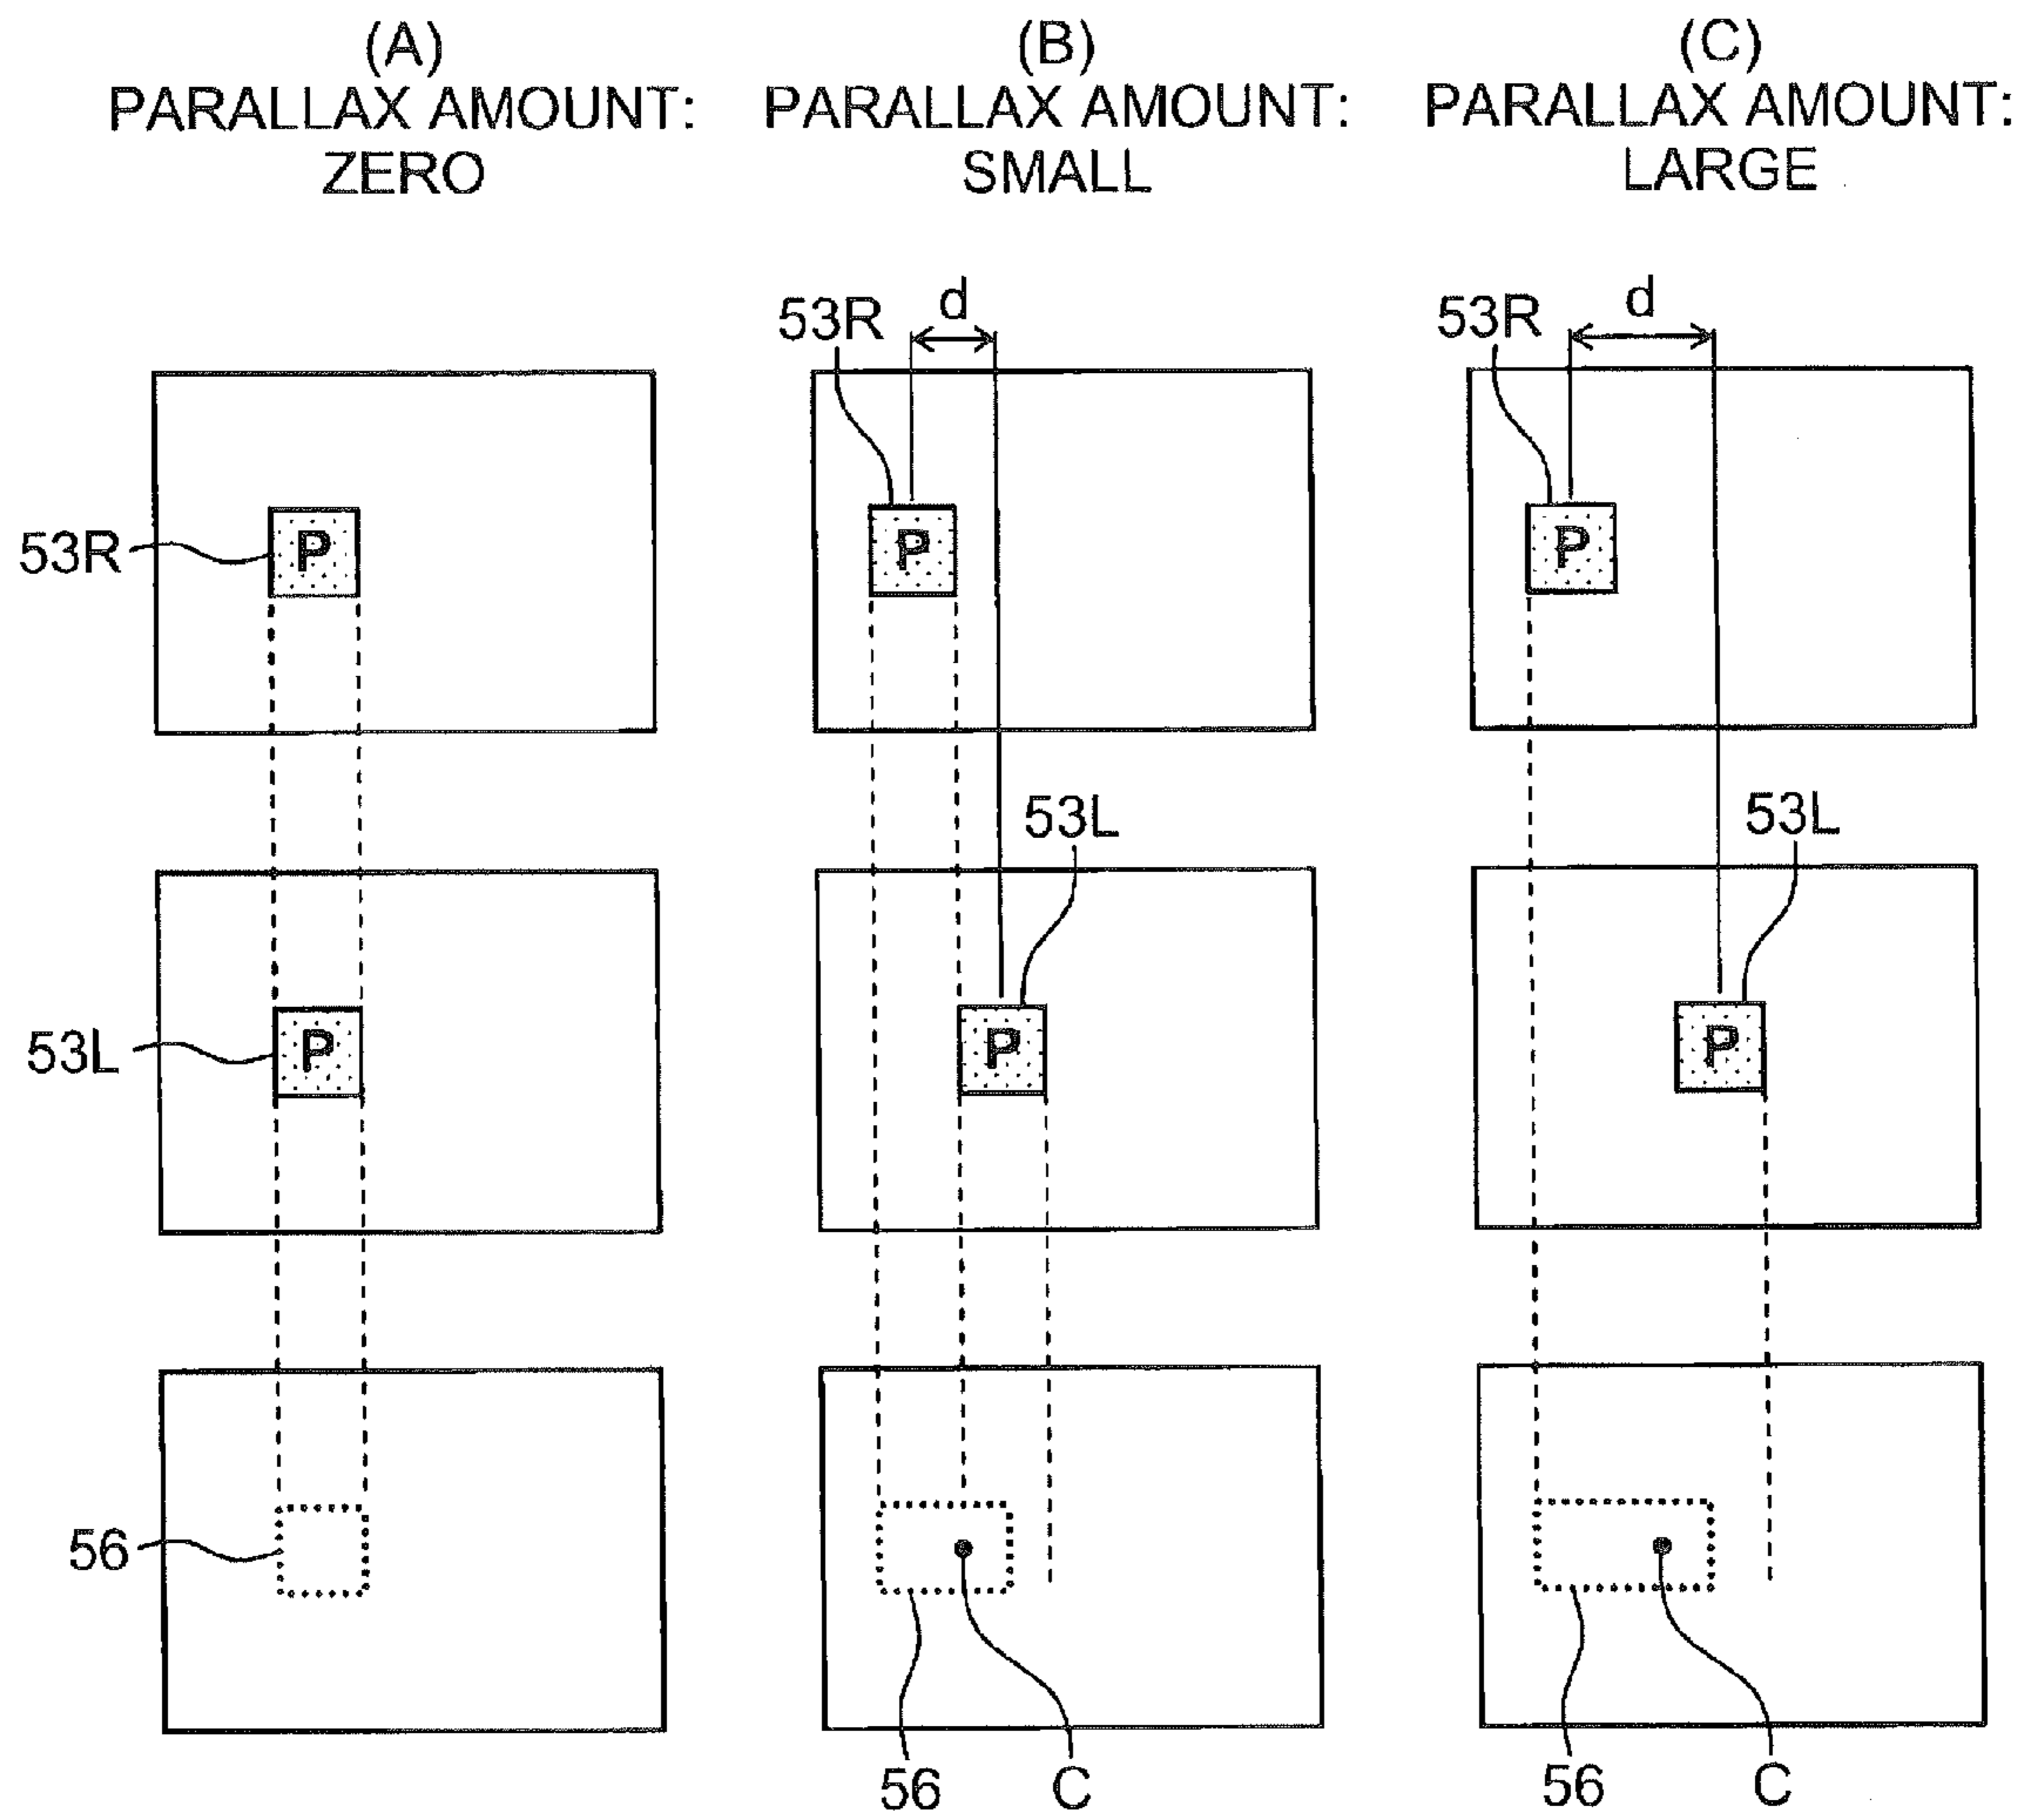 (A)
PARALLAX AMOUNT:
ZERO
(B)
PARALLAX AMOUNT:
SMALL
(C)
PARALLAX AMOUNT:
LARGE
53R
P
53L
P
56
53R
d
P
53L
P
56
C
53R
d
P
53L
P
56
C